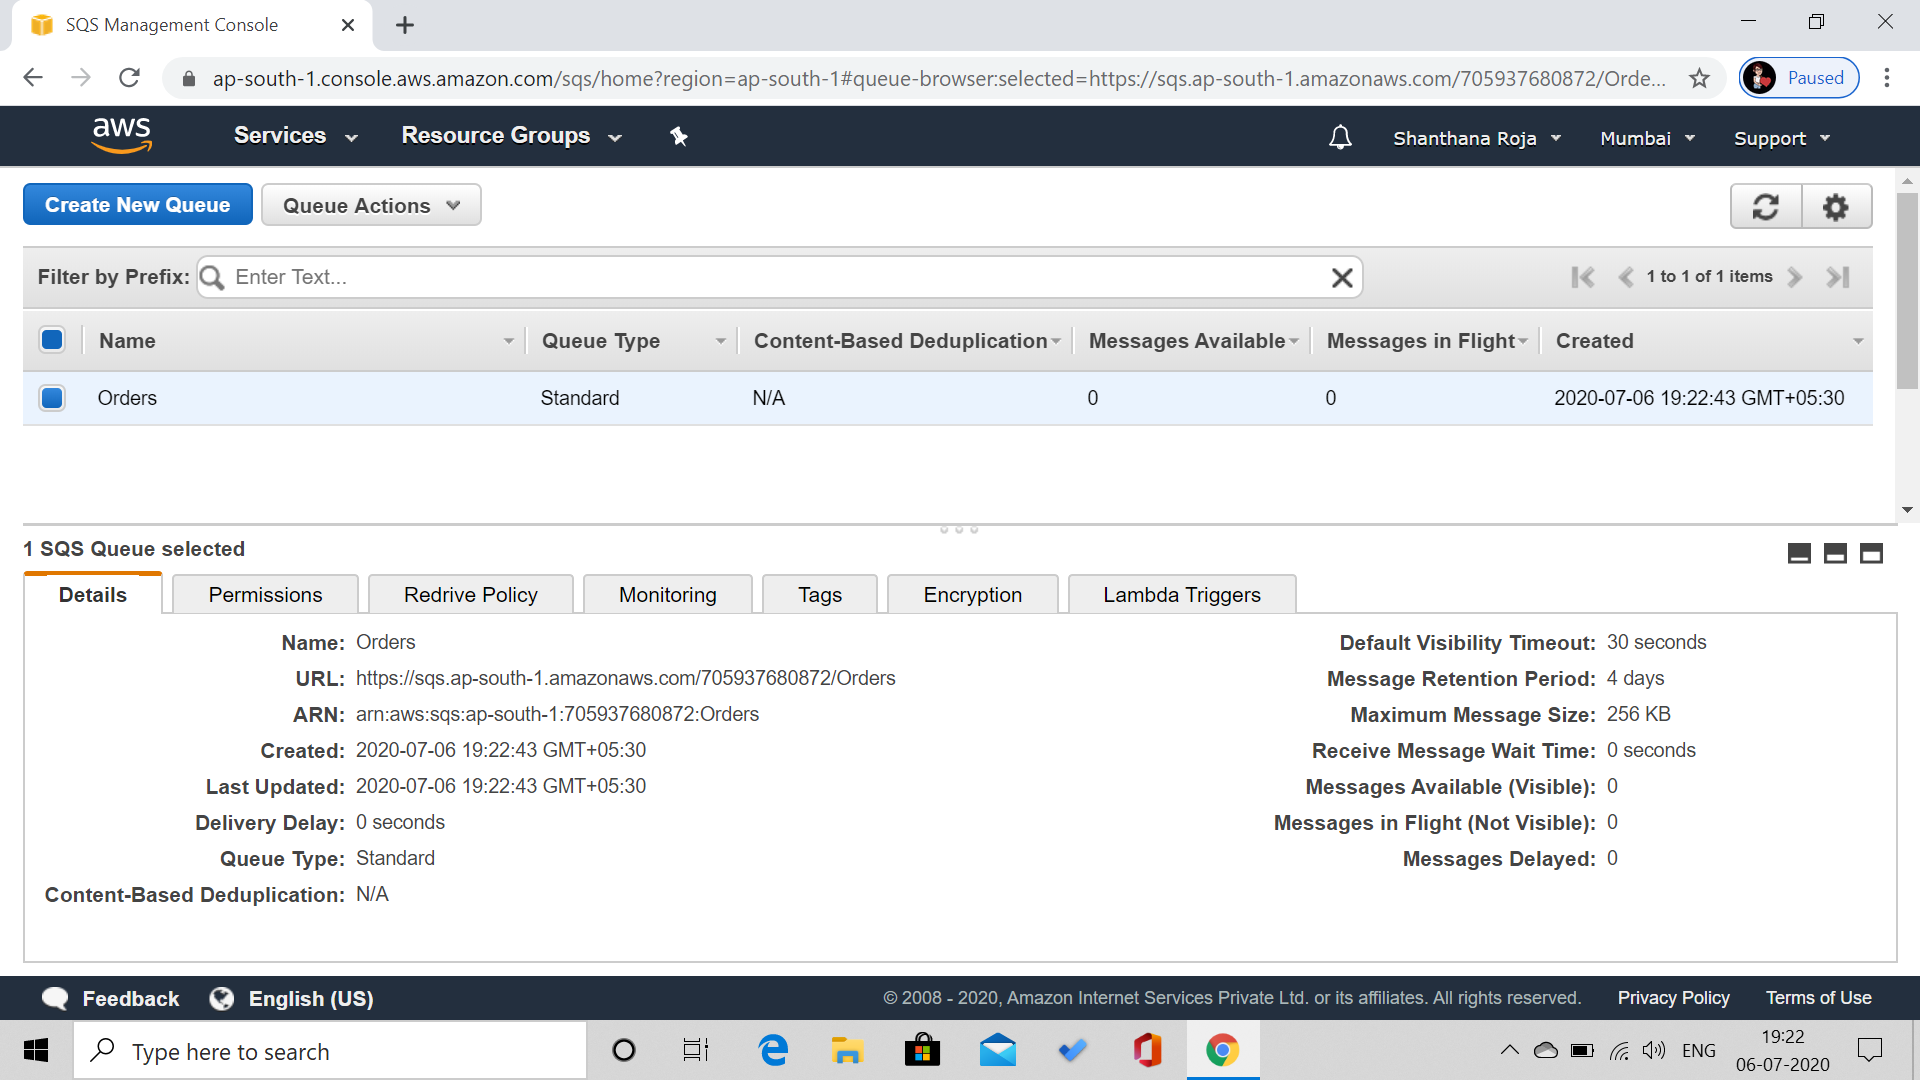 SQS Management Console
ap-south-1.console.aws.amazon.com/sqs/home?region=ap-south-1#queue-browser:selected=https://sqs.ap-south-1.amazonaws.com/705937680872/Orde...
Paused
aws Services Resource Groups Shanthana Roja Mumbai Support
Create New Queue Queue Actions
Filter by Prefix: Enter Text... 1 to 1 of 1 items
Name Queue Type Content-Based Deduplication Messages Available Messages in Flight Created
Orders Standard N/A 0 0 2020-07-06 19:22:43 GMT+05:30
1 SQS Queue selected
Details Permissions Redrive Policy Monitoring Tags Encryption Lambda Triggers
Name: Orders
URL: https://sqs.ap-south-1.amazonaws.com/705937680872/Orders
ARN: arn:aws:sqs:ap-south-1:705937680872:Orders
Created: 2020-07-06 19:22:43 GMT+05:30
Last Updated: 2020-07-06 19:22:43 GMT+05:30
Delivery Delay: 0 seconds
Queue Type: Standard
Content-Based Deduplication: N/A
Default Visibility Timeout: 30 seconds
Message Retention Period: 4 days
Maximum Message Size: 256 KB
Receive Message Wait Time: 0 seconds
Messages Available (Visible): 0
Messages in Flight (Not Visible): 0
Messages Delayed: 0
Feedback English (US) © 2008 - 2020, Amazon Internet Services Private Ltd. or its affiliates. All rights reserved. Privacy Policy Terms of Use
Type here to search
ENG
19:22
06-07-2020